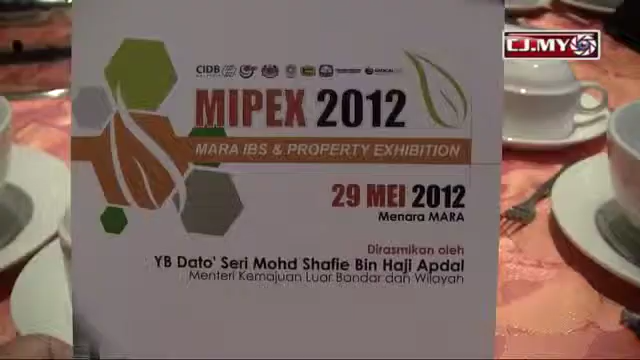 CJ.MY
CIDB
MIPEX 2012
MARA IBS & PROPERTY EXHIBITION
29 MEI 2012
Menara MARA
Dirasmikan oleh
YB Dato' Seri Mohd Shafie Bin Haji Apdal
Menteri Kemajuan Luar Bandar dan Wilayah